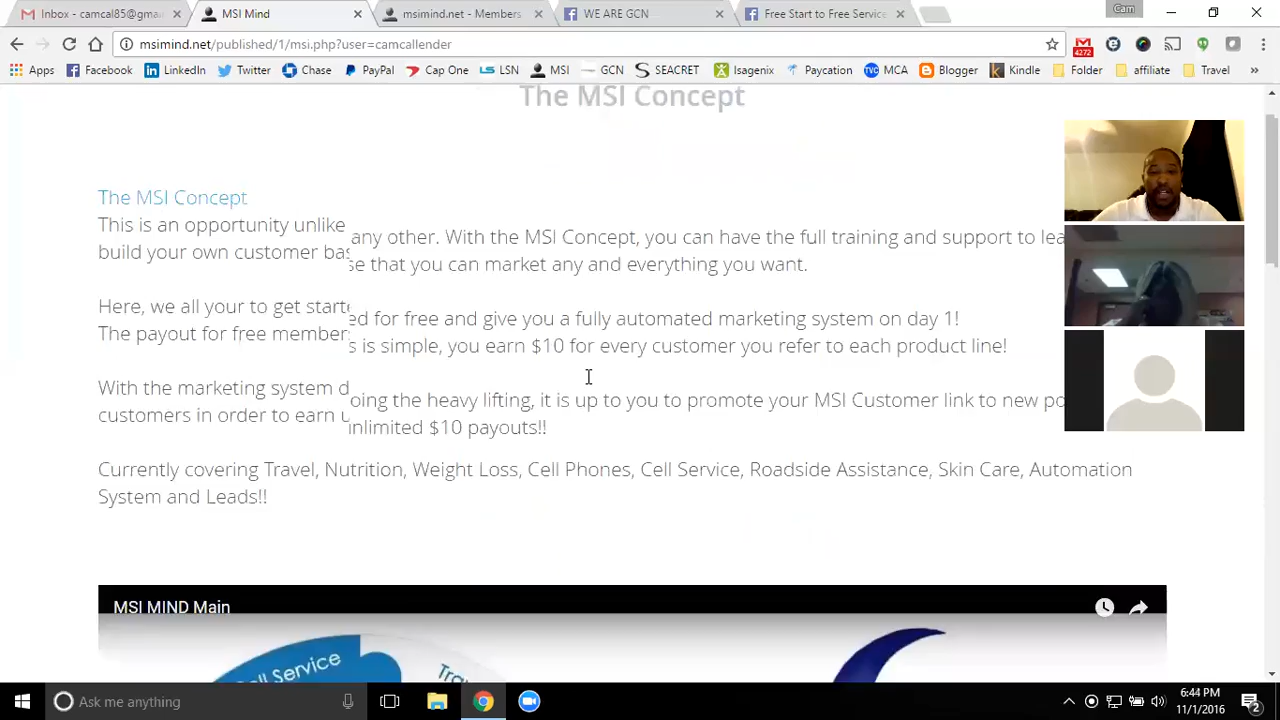 Inbox - camcal85@gmai
MSI Mind
msimind.net - Members
WE ARE GCN
Free Start to Free Service
Cam
msimind.net/published/1/msi.php?user=camcallender
4272
Apps Facebook LinkedIn Twitter Chase PayPal Cap One LSN MSI GCN SEACRET Isagenix Paycation MCA Blogger Kindle Folder affiliate Travel
The MSI Concept
The MSI Concept
This is an opportunity unlike any other. With the MSI Concept, you can have the full training and support to lea
build your own customer base that you can market any and everything you want.
Here, we all your to get started for free and give you a fully automated marketing system on day 1!
The payout for free members is simple, you earn $10 for every customer you refer to each product line!
With the marketing system doing the heavy lifting, it is up to you to promote your MSI Customer link to new po
customers in order to earn unlimited $10 payouts!!
Currently covering Travel, Nutrition, Weight Loss, Cell Phones, Cell Service, Roadside Assistance, Skin Care, Automation
System and Leads!!
MSI MIND Main
Cell Service
Trav
Ask me anything
6:44 PM
11/1/2016
2